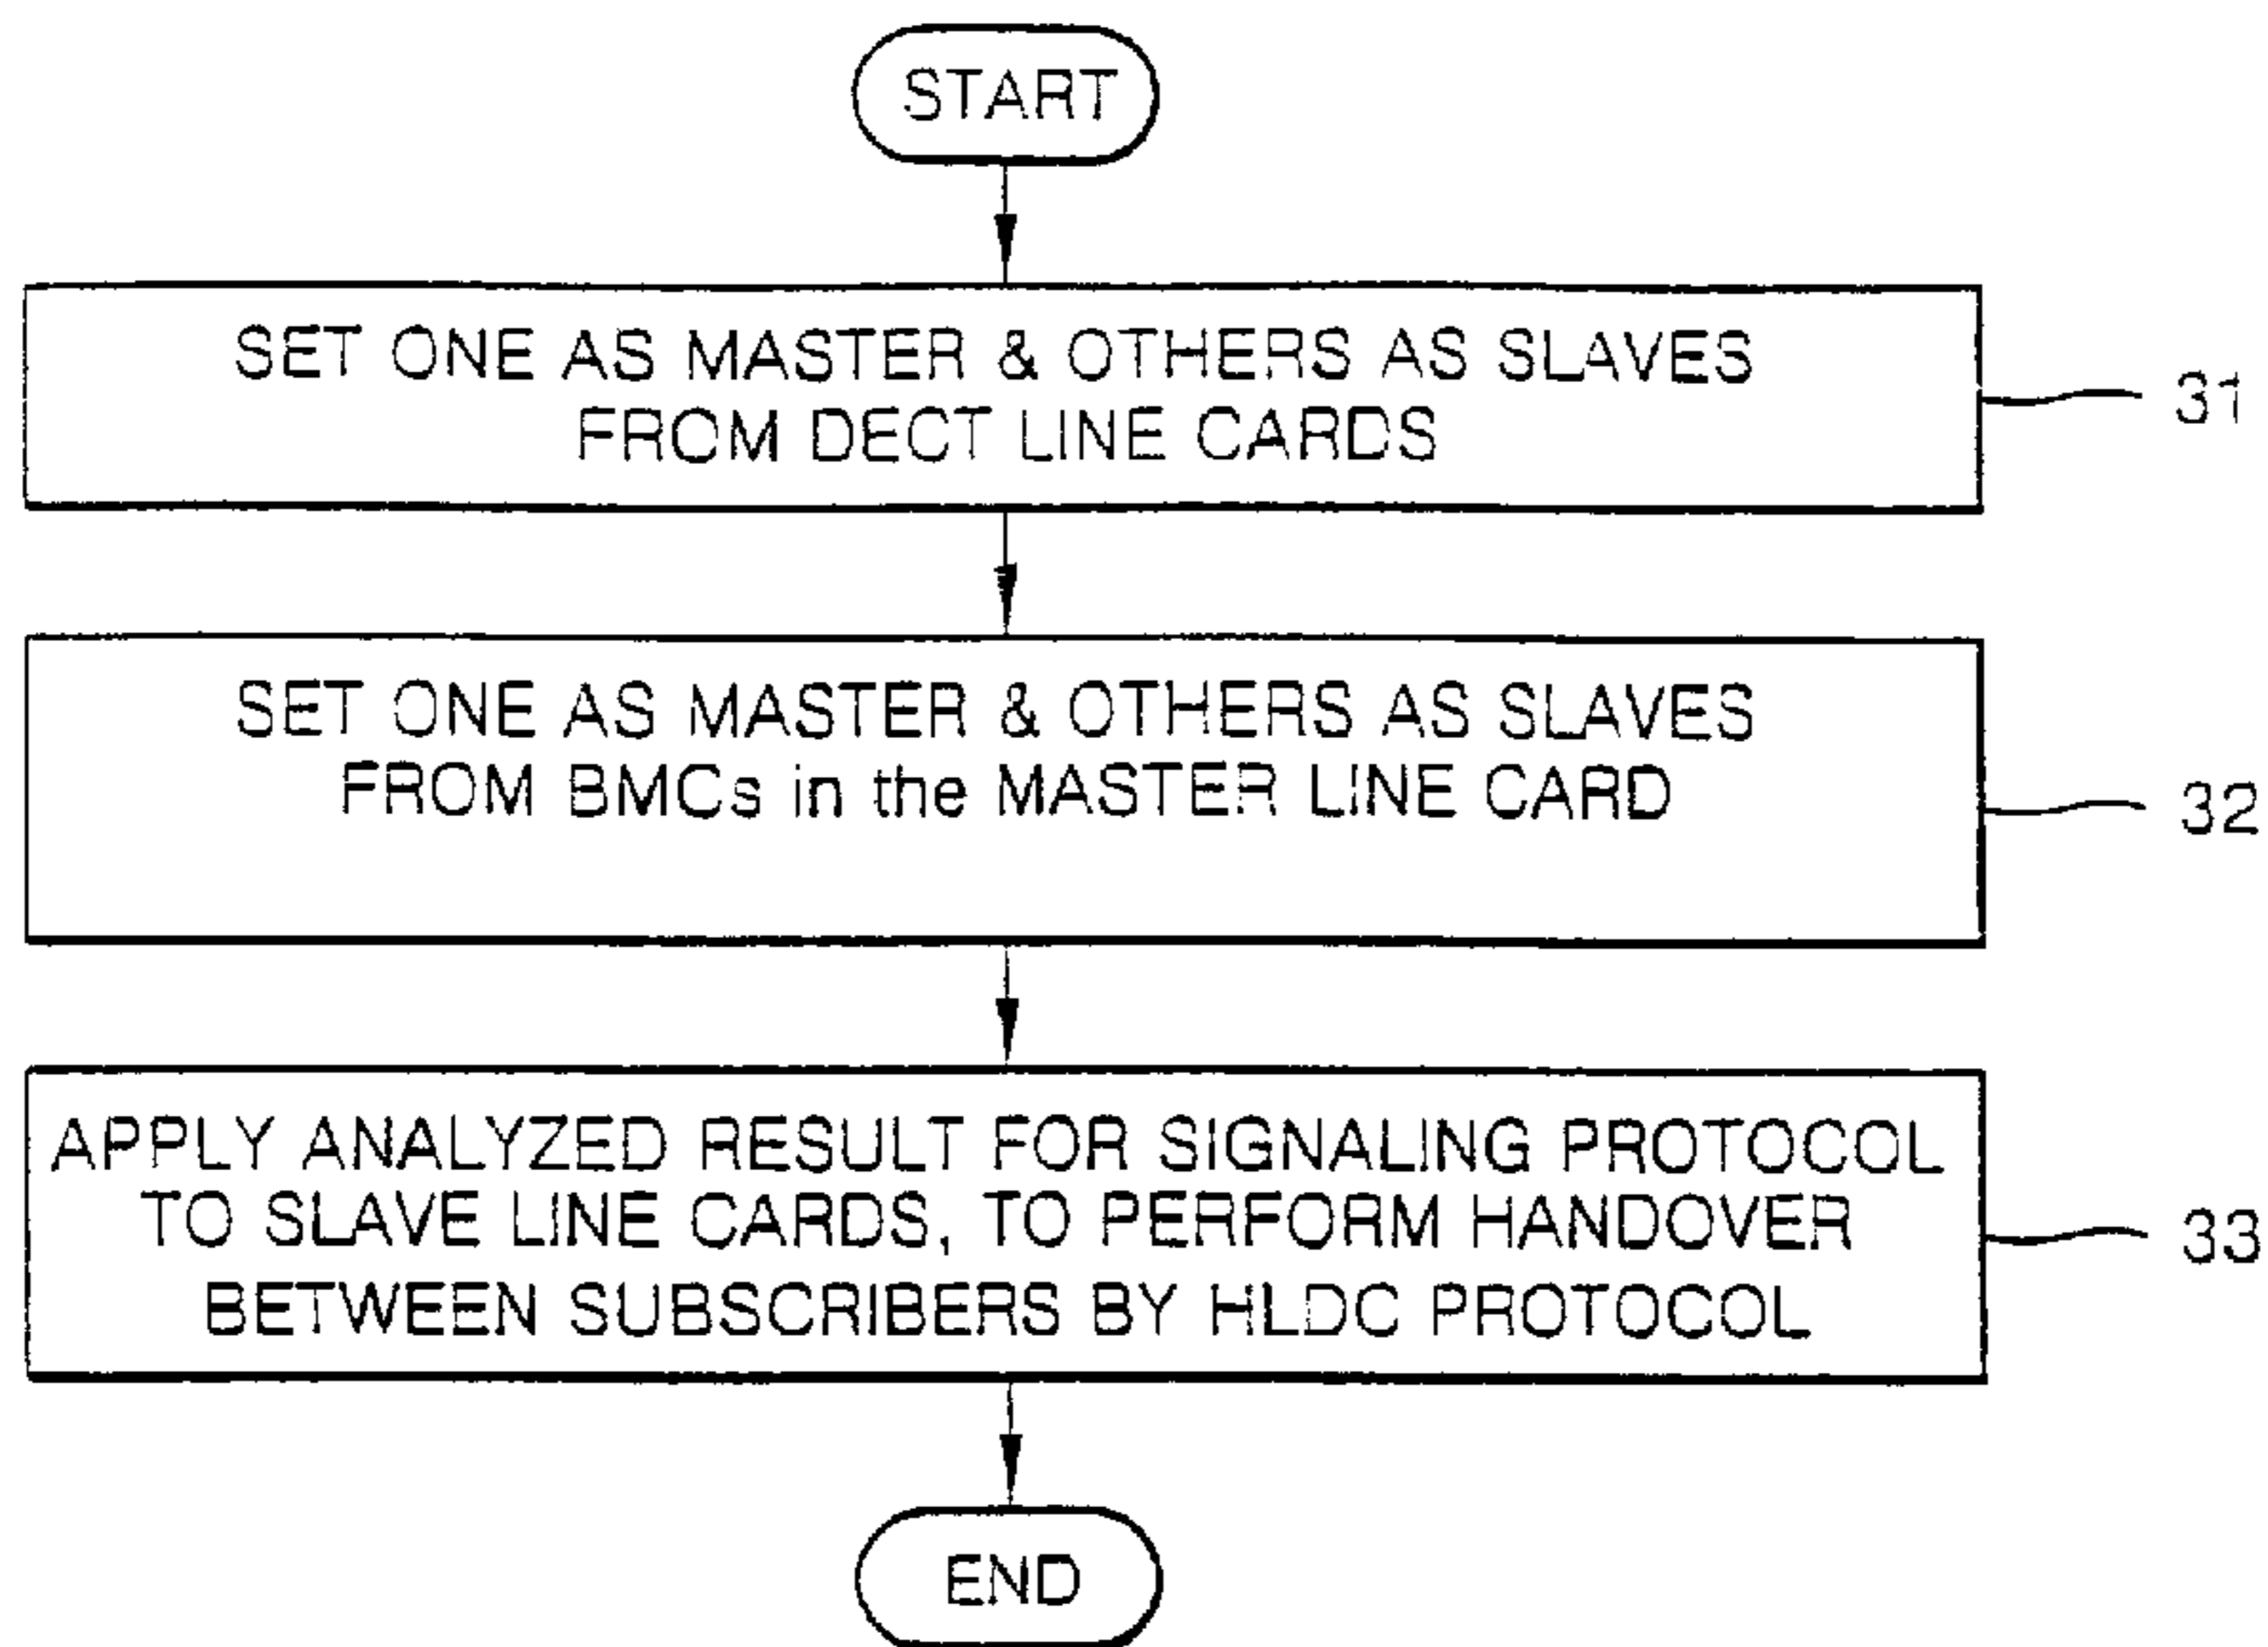 START
SET ONE AS MASTER & OTHERS AS SLAVES
FROM DECT LINE CARDS
31
SET ONE AS MASTER & OTHERS AS SLAVES
FROM BMCs in the MASTER LINE CARD
32
APPLY ANALYZED RESULT FOR SIGNALING PROTOCOL
TO SLAVE LINE CARDS, TO PERFORM HANDOVER
BETWEEN SUBSCRIBERS BY HLDC PROTOCOL
33
END